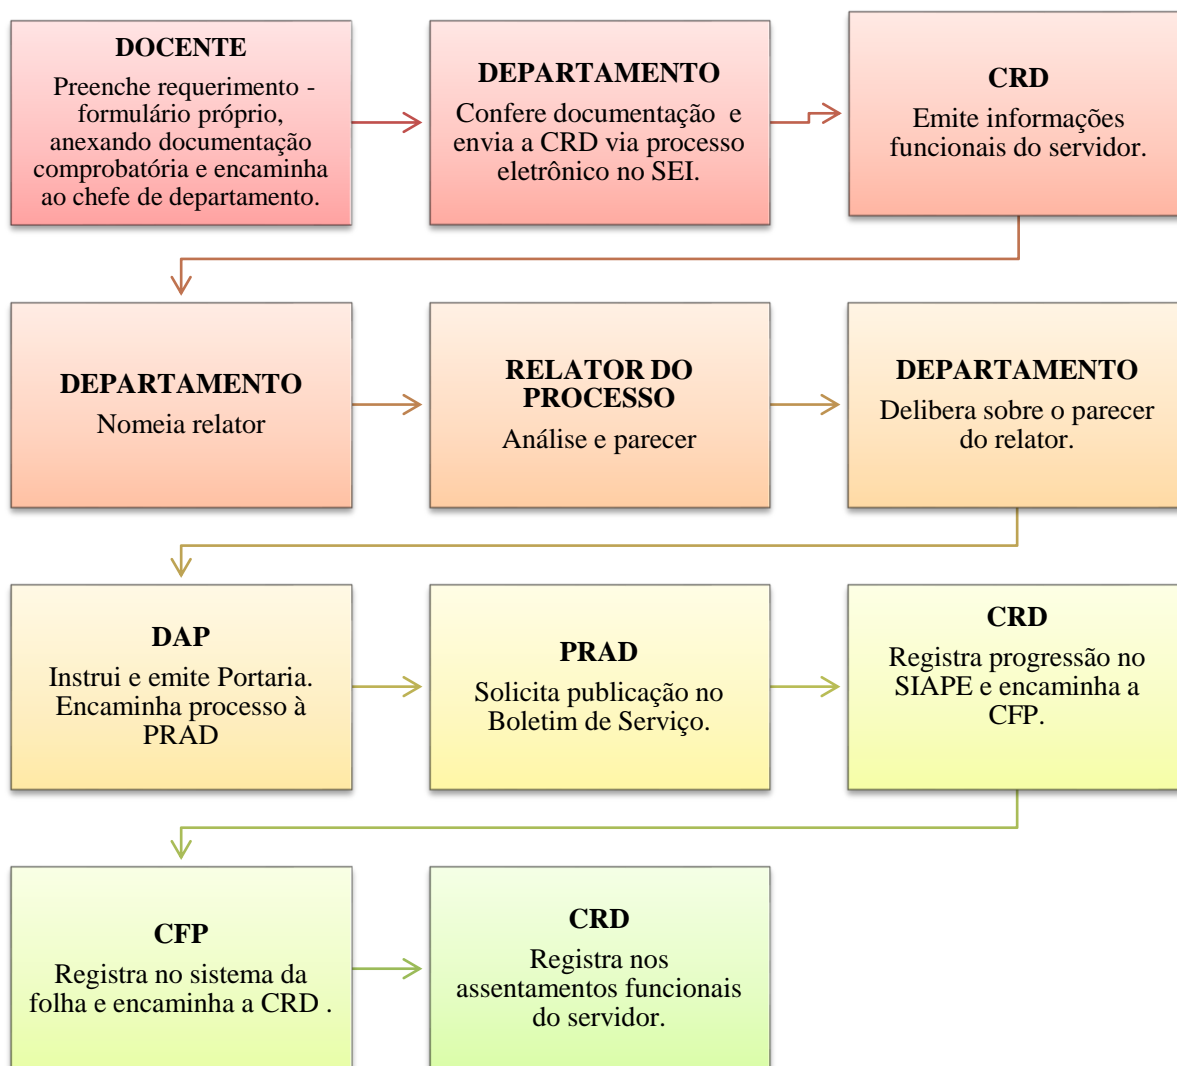 DOCENTE
Preenche requerimento -
formulário próprio,
anexando documentação
comprobatória e encaminha
ao chefe de departamento.
DEPARTAMENTO
Confere documentação e
envia a CRD via processo
eletrônico no SEI.
CRD
Emite informações
funcionais do servidor.
DEPARTAMENTO
Nomeia relator
RELATOR DO
PROCESSO
Análise e parecer
DEPARTAMENTO
Delibera sobre o parecer
do relator.
DAP
Instrui e emite Portaria.
Encaminha processo à
PRAD
PRAD
Solicita publicação no
Boletim de Serviço.
CRD
Registra progressão no
SIAPE e encaminha a
CFP.
CFP
Registra no sistema da
folha e encaminha a CRD .
CRD
Registra nos
assentamentos funcionais
do servidor.